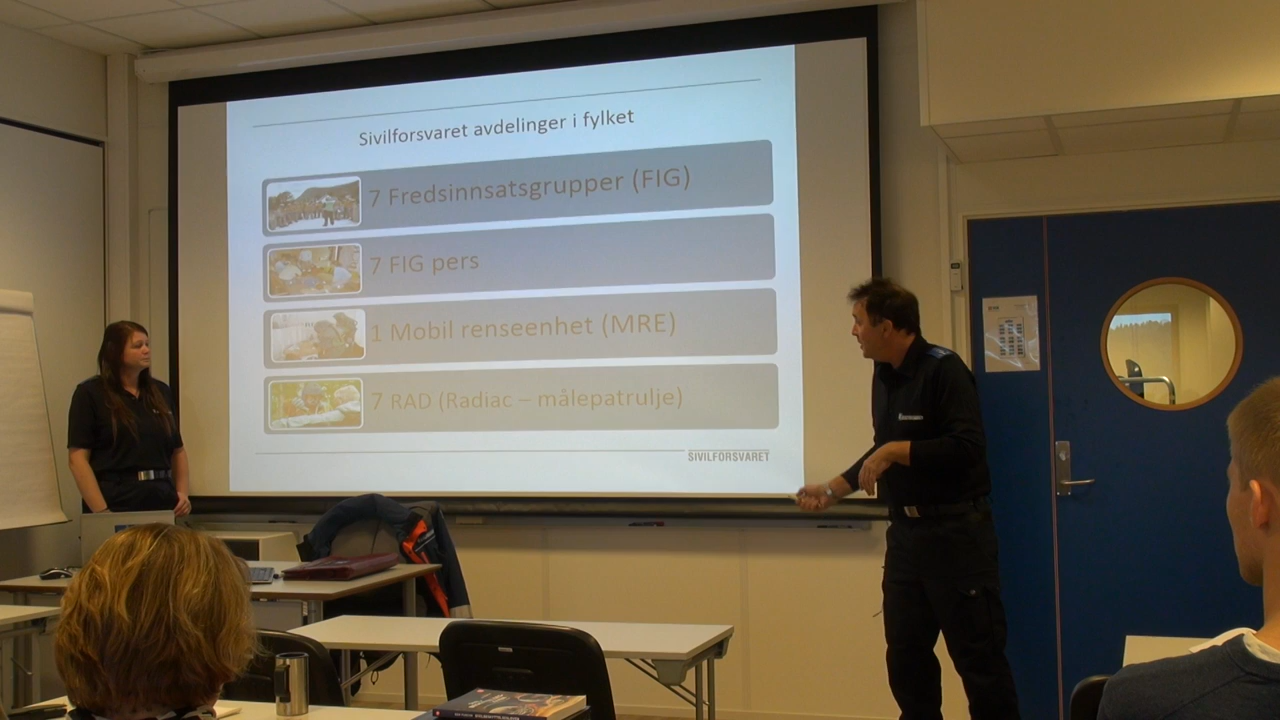 Sivilforsvaret avdelinger i fylket
7 Fredsinnsatsgrupper (FIG)
7 FIG pers
1 Mobil renseenhet (MRE)
7 RAD (Radiac – målepatrulje)
SIVILFORSVARET